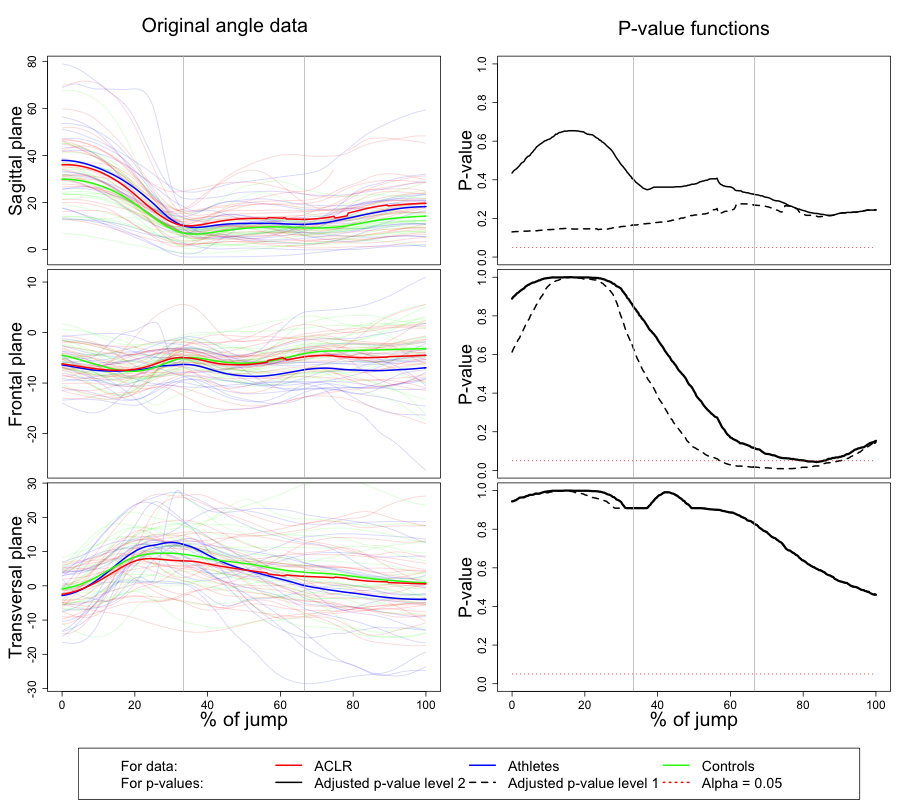 Original angle data
P-value functions
Sagittal plane
0 20 40 60 80
P-value
0.0 0.2 0.4 0.6 0.8 1.0
Frontal plane
20 10 0 10
P-value
0.0 0.2 0.4 0.6 0.8 1.0
Transversal plane
-30 -20 -10 0 10 20 30
P-value
0.0 0.2 0.4 0.6 0.8 1.0
0 20 40 60 80 100
0 20 40 60 80 100
% of jump
% of jump
For data: ACLR Athletes Controls
For p-values: Adjusted p-value level 2 Adjusted p-value level 1 Alpha = 0.05